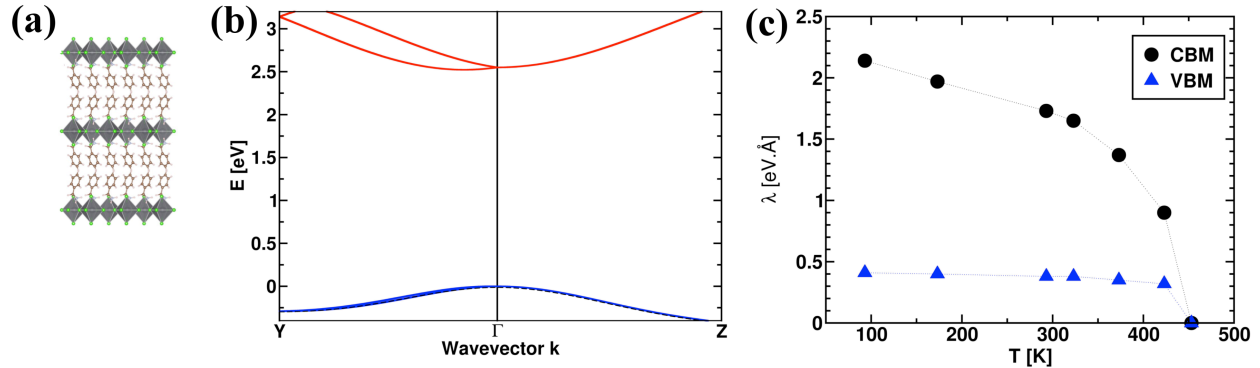 (a)
(b)
E [eV]
3
2.5
2
1.5
1
0.5
0
Y
Γ
Z
Wavevector k
(c)
λ [eV.Å]
2.5
2
1.5
1
0.5
0
100
200
300
400
500
T [K]
CBM
VBM